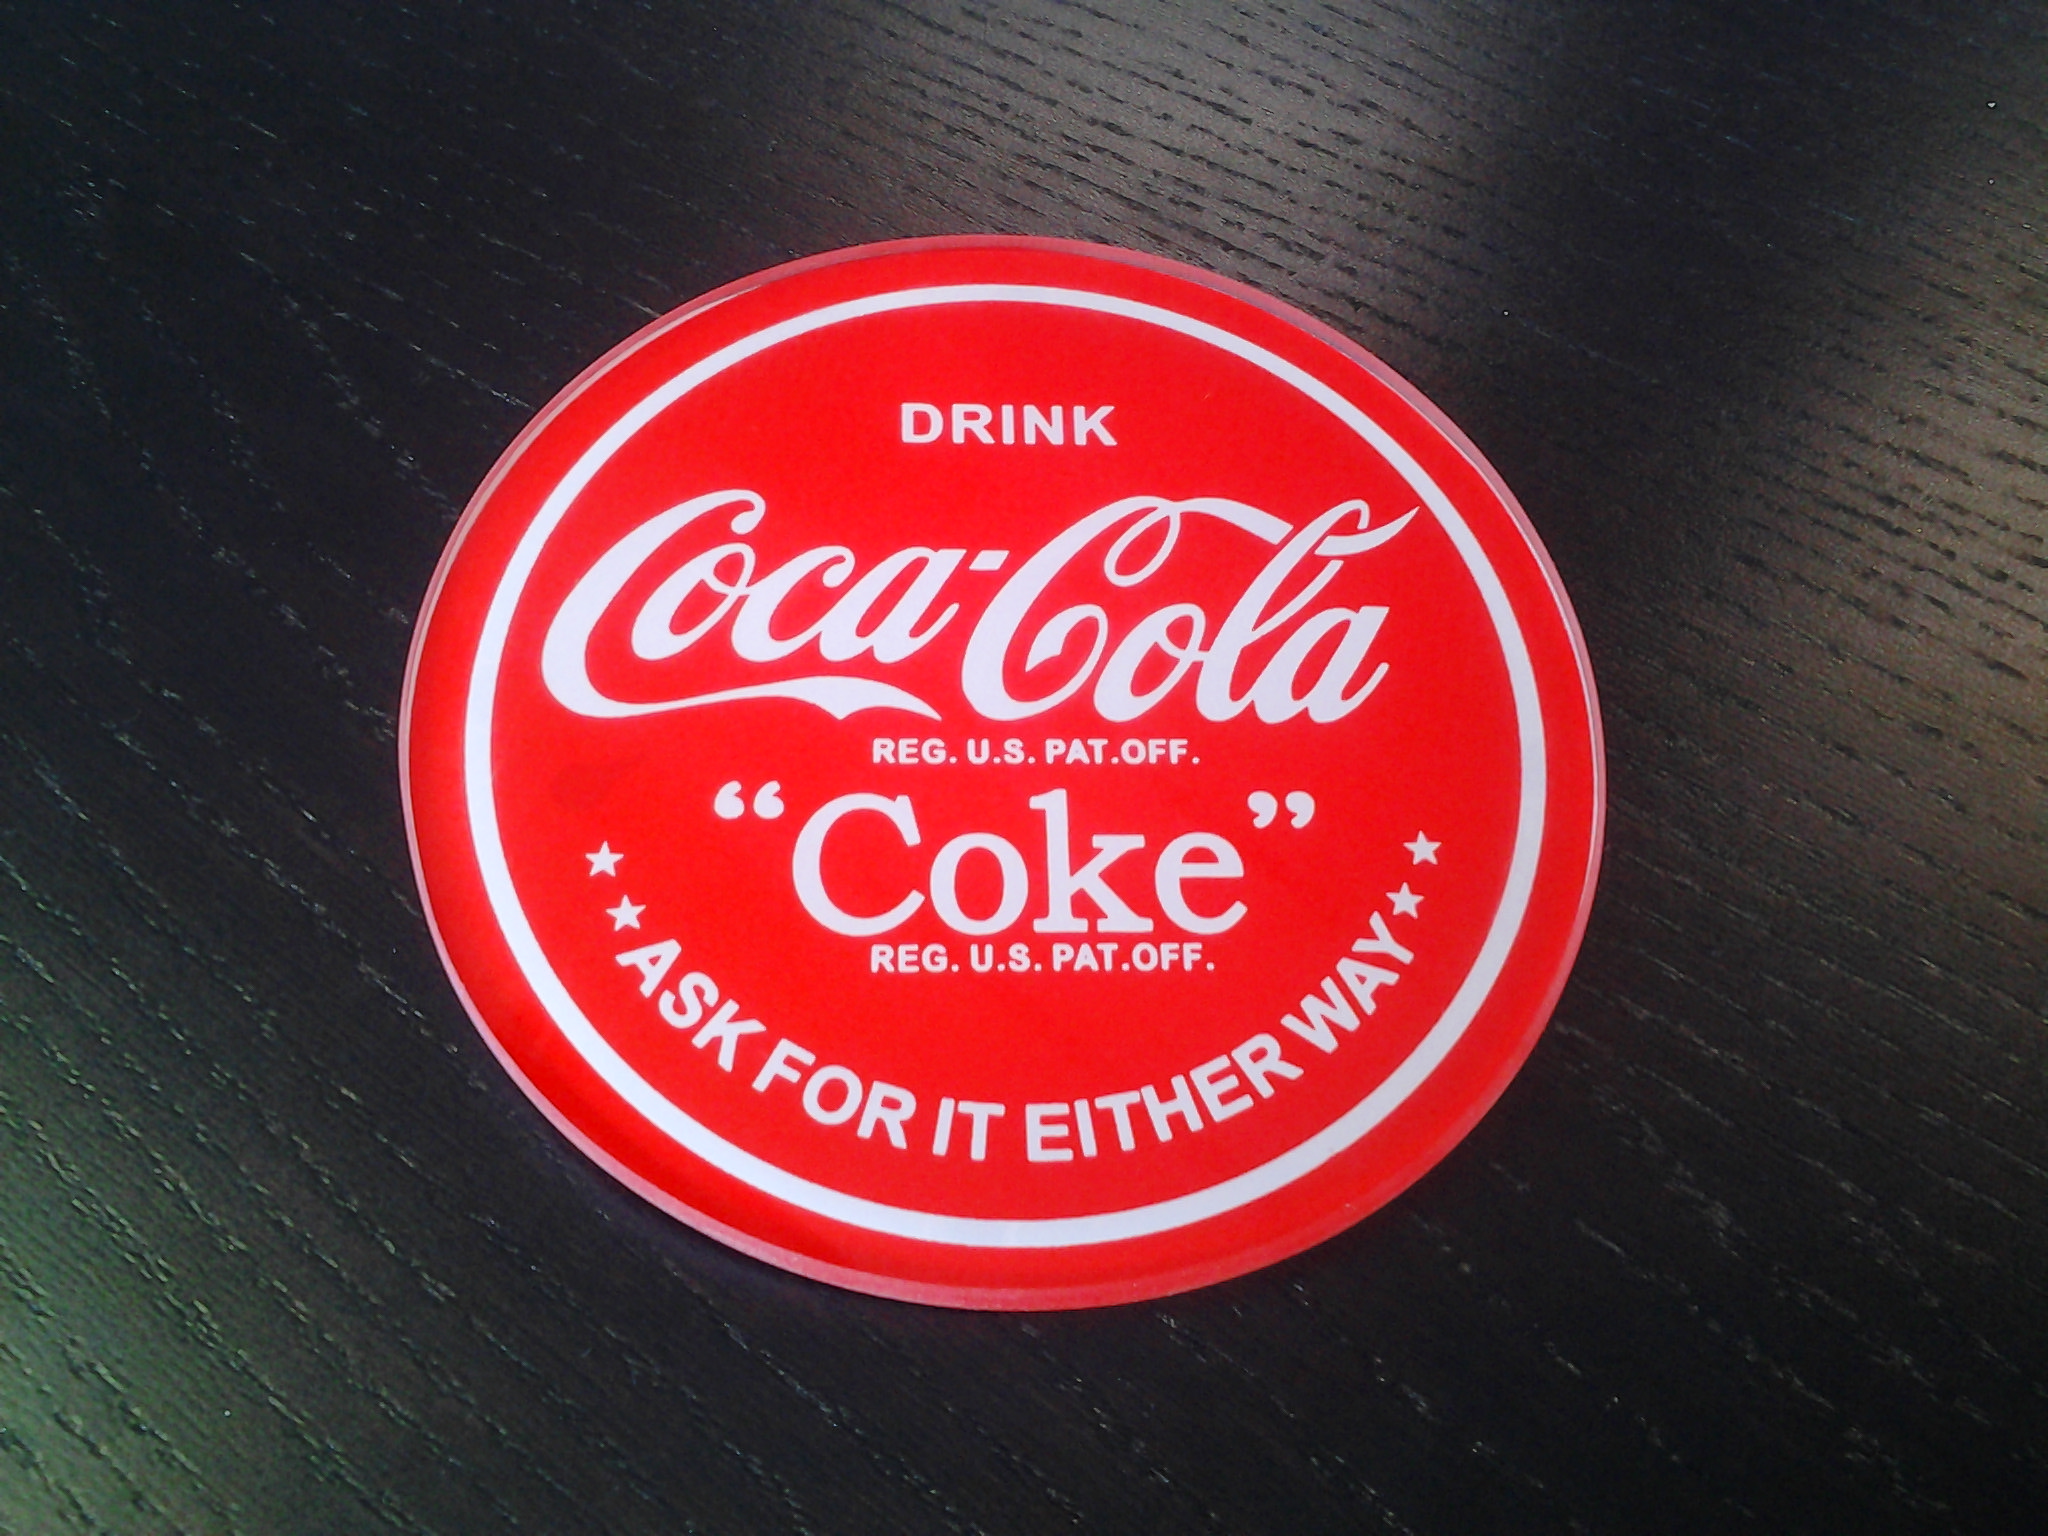 DRINK
Coca-Cola
REG. U.S. PAT.OFF.
“Coke”
REG. U.S. PAT.OFF.
ASK FOR IT EITHER WAY